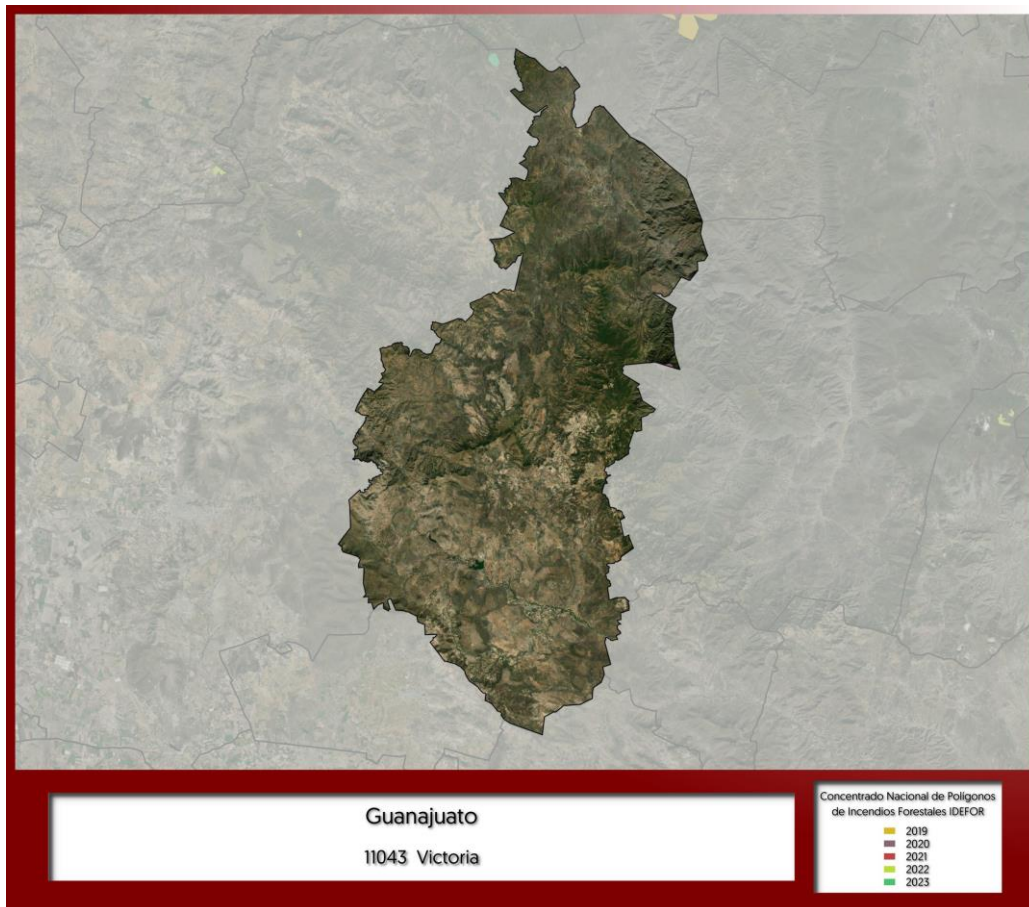 Guanajuato
11043 Victoria
Concentrado Nacional de Polígonos
de Incendios Forestales IDEFOR
2019
2020
2021
2022
2023